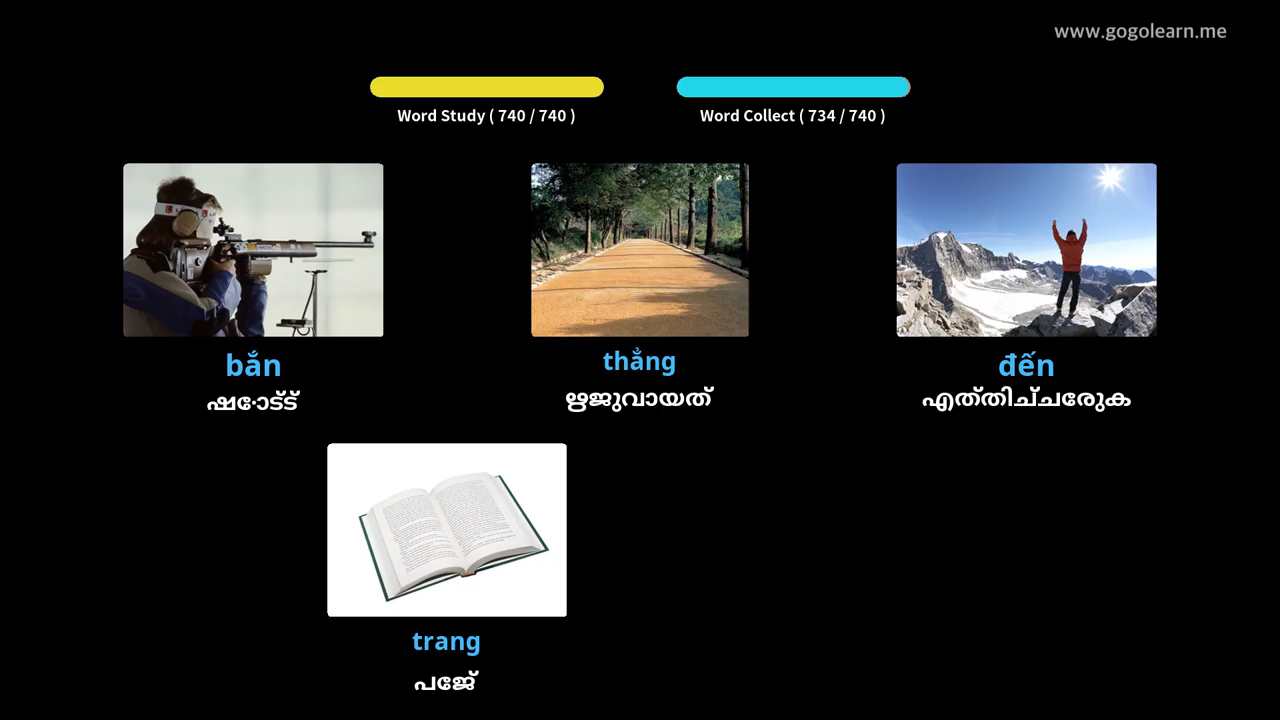 www.gogolearn.me
Word Study ( 740 / 740 )
Word Collect ( 734 / 740 )
bắn
ഷോട്ട്
thẳng
ഋജുവായത്
đến
എത്തിച്ചേരുക
trang
പേജ്